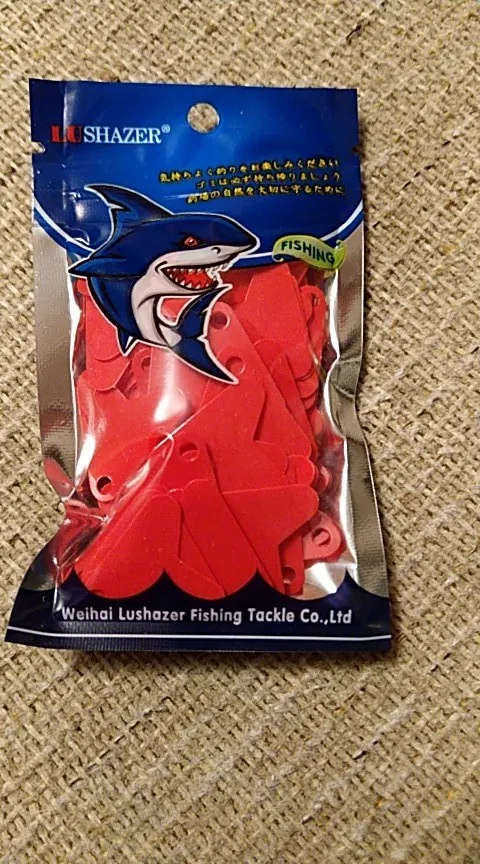 LUSHAZER®
気持ちよく釣りをお楽しみください
ゴミは必ず持ち帰りましょう
釣場の自然を大切に守るために
FISHING
Weihai Lushazer Fishing Tackle Co.,Ltd